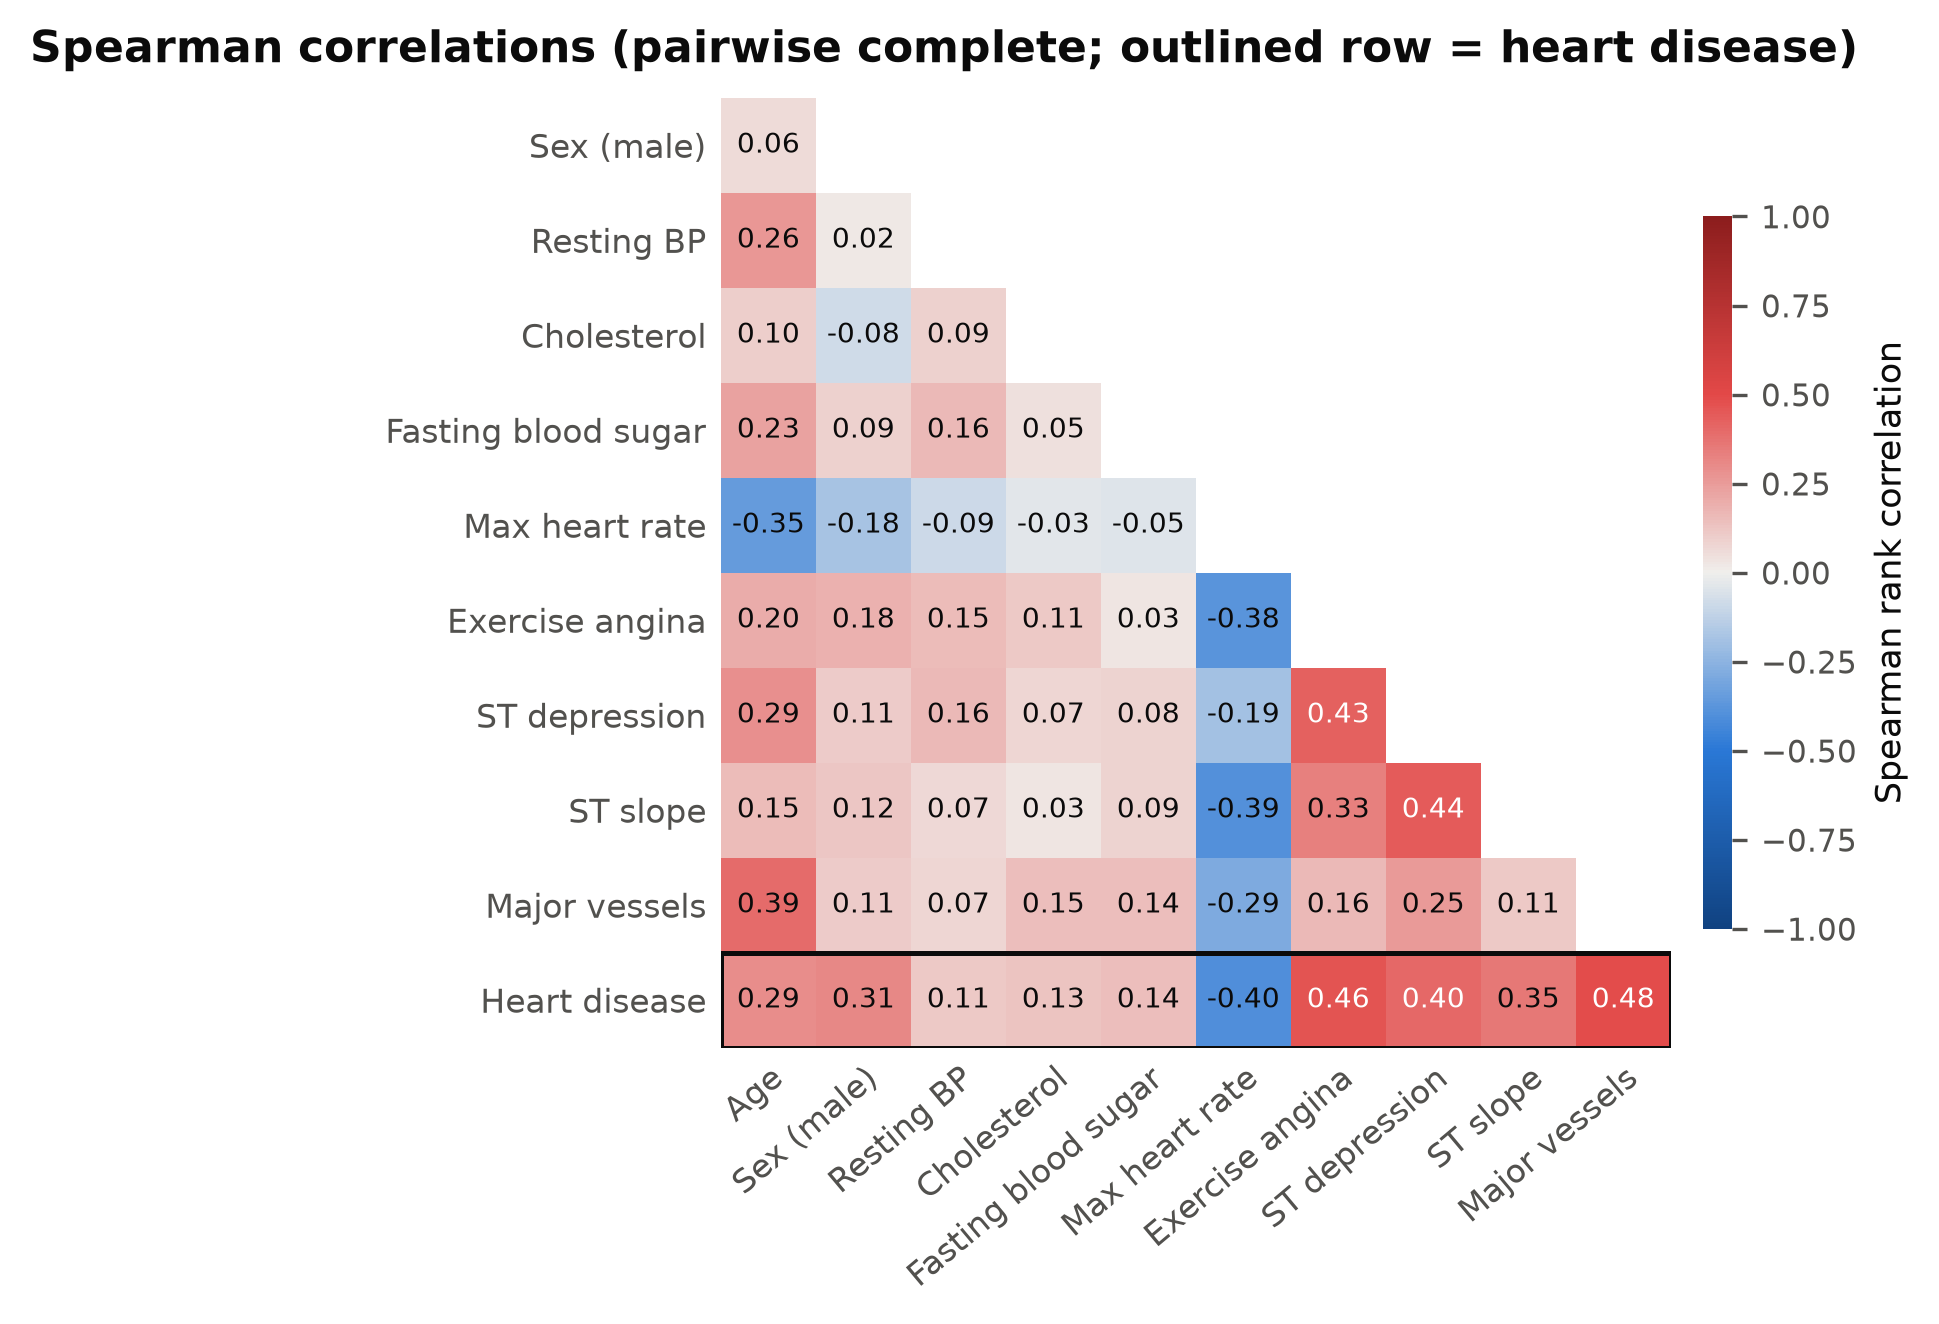 Spearman correlations (pairwise complete; outlined row = heart disease)
Sex (male) 0.06
Resting BP 0.26 0.02
Cholesterol 0.10 -0.08 0.09
Fasting blood sugar 0.23 0.09 0.16 0.05
Max heart rate -0.35 -0.18 -0.09 -0.03 -0.05
Exercise angina 0.20 0.18 0.15 0.11 0.03 -0.38
ST depression 0.29 0.11 0.16 0.07 0.08 -0.19 0.43
ST slope 0.15 0.12 0.07 0.03 0.09 -0.39 0.33 0.44
Major vessels 0.39 0.11 0.07 0.15 0.14 -0.29 0.16 0.25 0.11
Heart disease 0.29 0.31 0.11 0.13 0.14 -0.40 0.46 0.40 0.35 0.48
Age
Sex (male)
Resting BP
Cholesterol
Fasting blood sugar
Max heart rate
Exercise angina
ST depression
ST slope
Major vessels
1.00
0.75
0.50
0.25
0.00
−0.25
−0.50
−0.75
−1.00
Spearman rank correlation